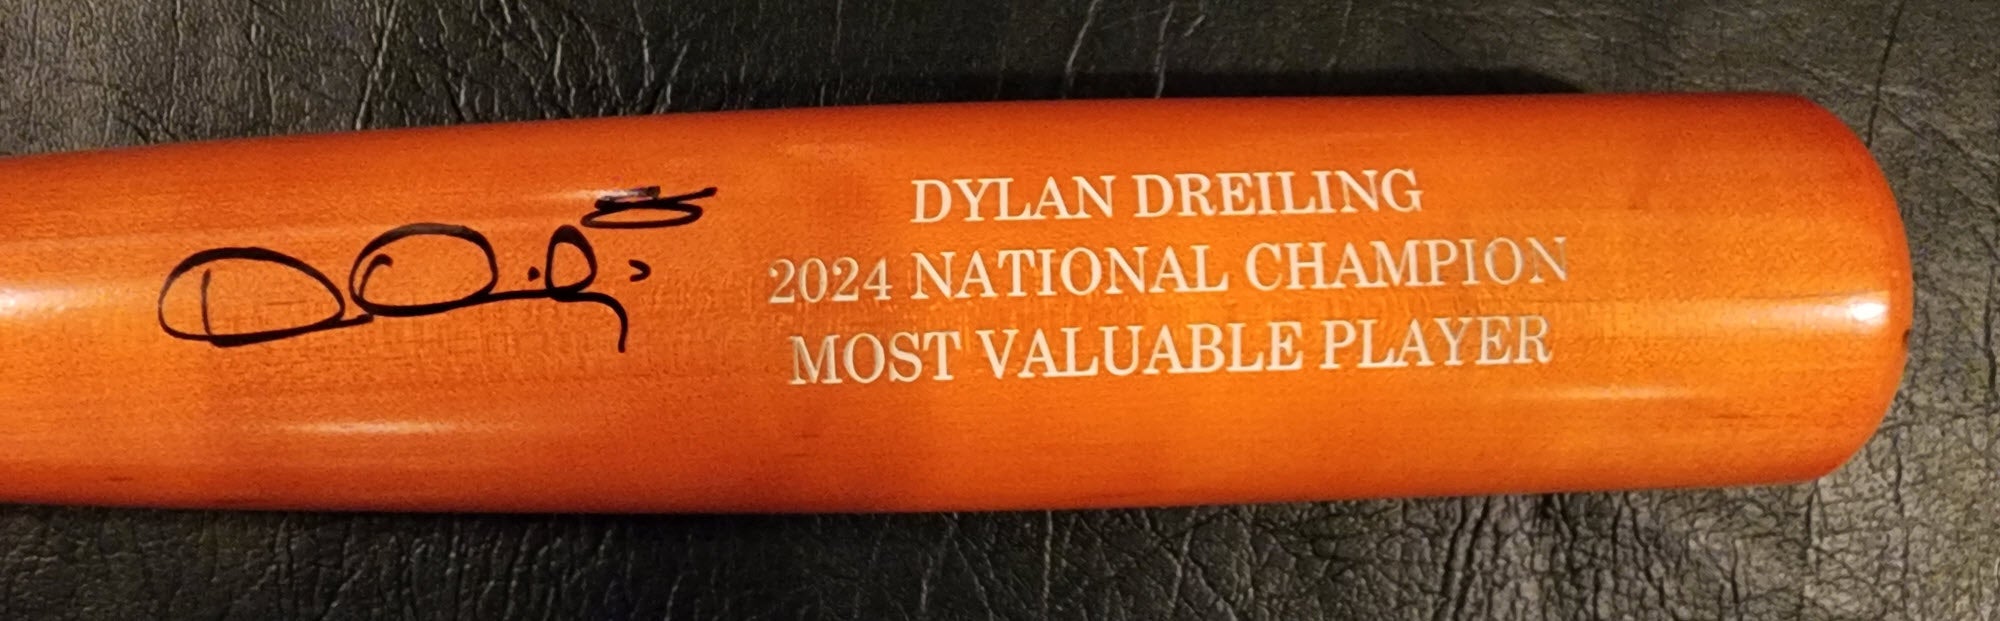 DYLAN DREILING
2024 NATIONAL CHAMPION
MOST VALUABLE PLAYER